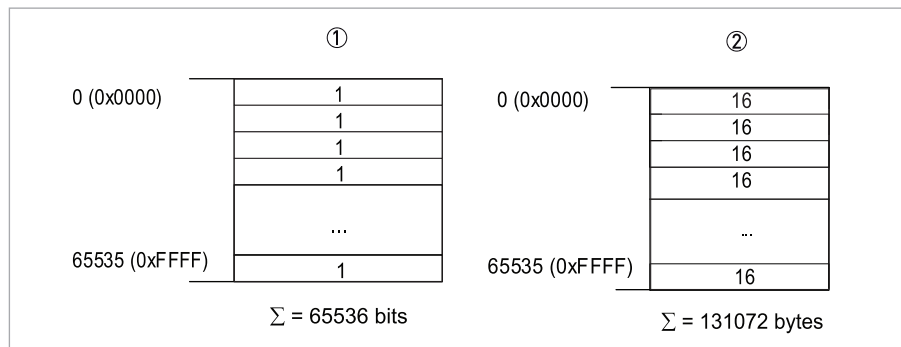 ①
0 (0x0000)
1
1
1
1
...
65535 (0xFFFF)
1
∑ = 65536 bits
②
0 (0x0000)
16
16
16
16
...
65535 (0xFFFF)
16
∑ = 131072 bytes